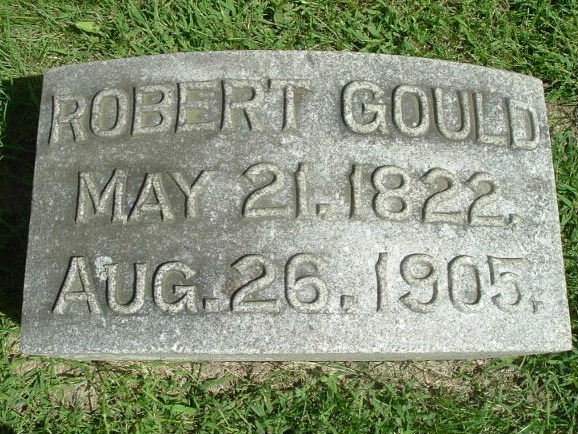 ROBERT GOULD
MAY 21. 1822.
AUG. 26. 1905.